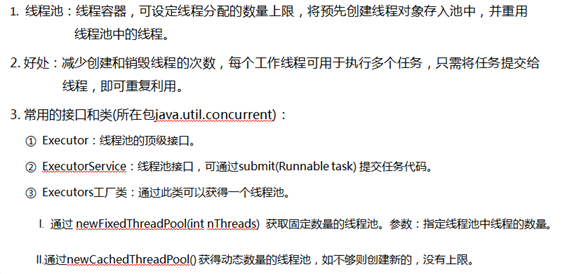 1. 线程池：线程容器，可设定线程分配的数量上限，将预先创建线程对象存入池中，并重用
线程池中的线程。
2. 好处：减少创建和销毁线程的次数，每个工作线程可用于执行多个任务，只需将任务提交给
线程，即可重复利用。
3. 常用的接口和类(所在包java.util.concurrent)：
① Executor：线程池的顶级接口。
② ExecutorService：线程池接口，可通过submit(Runnable task) 提交任务代码。
③ Executors工厂类：通过此类可以获得一个线程池。
I. 通过 newFixedThreadPool(int nThreads) 获取固定数量的线程池。参数：指定线程池中线程的数量。
II.通过newCachedThreadPool() 获得动态数量的线程池，如不够则创建新的，没有上限。